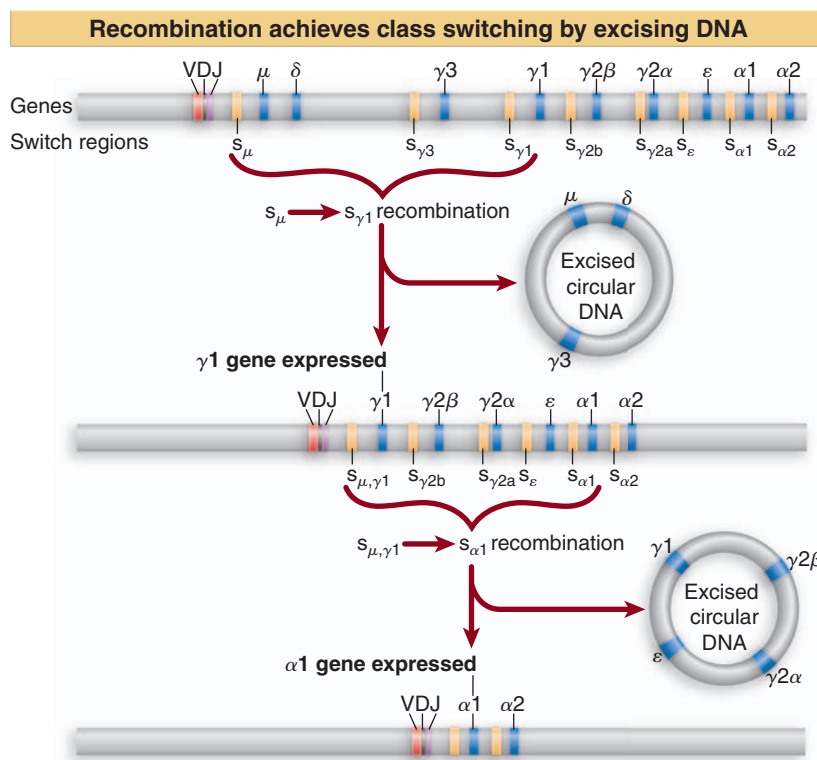 Recombination achieves class switching by excising DNA
VDJ μ δ γ3 γ1 γ2β γ2α ε α1 α2
Genes
Switch regions sμ sγ3 sγ1 sγ2b sγ2a sε sα1 sα2
sμ sγ1 recombination
μ δ
Excised
circular
DNA
γ3
γ1 gene expressed
VDJ γ1 γ2β γ2α ε α1 α2
sμ,γ1 sγ2b sγ2a sε sα1 sα2
sμ,γ1 sα1 recombination
γ1 γ2β
Excised
circular
DNA
ε γ2α
α1 gene expressed
VDJ α1 α2